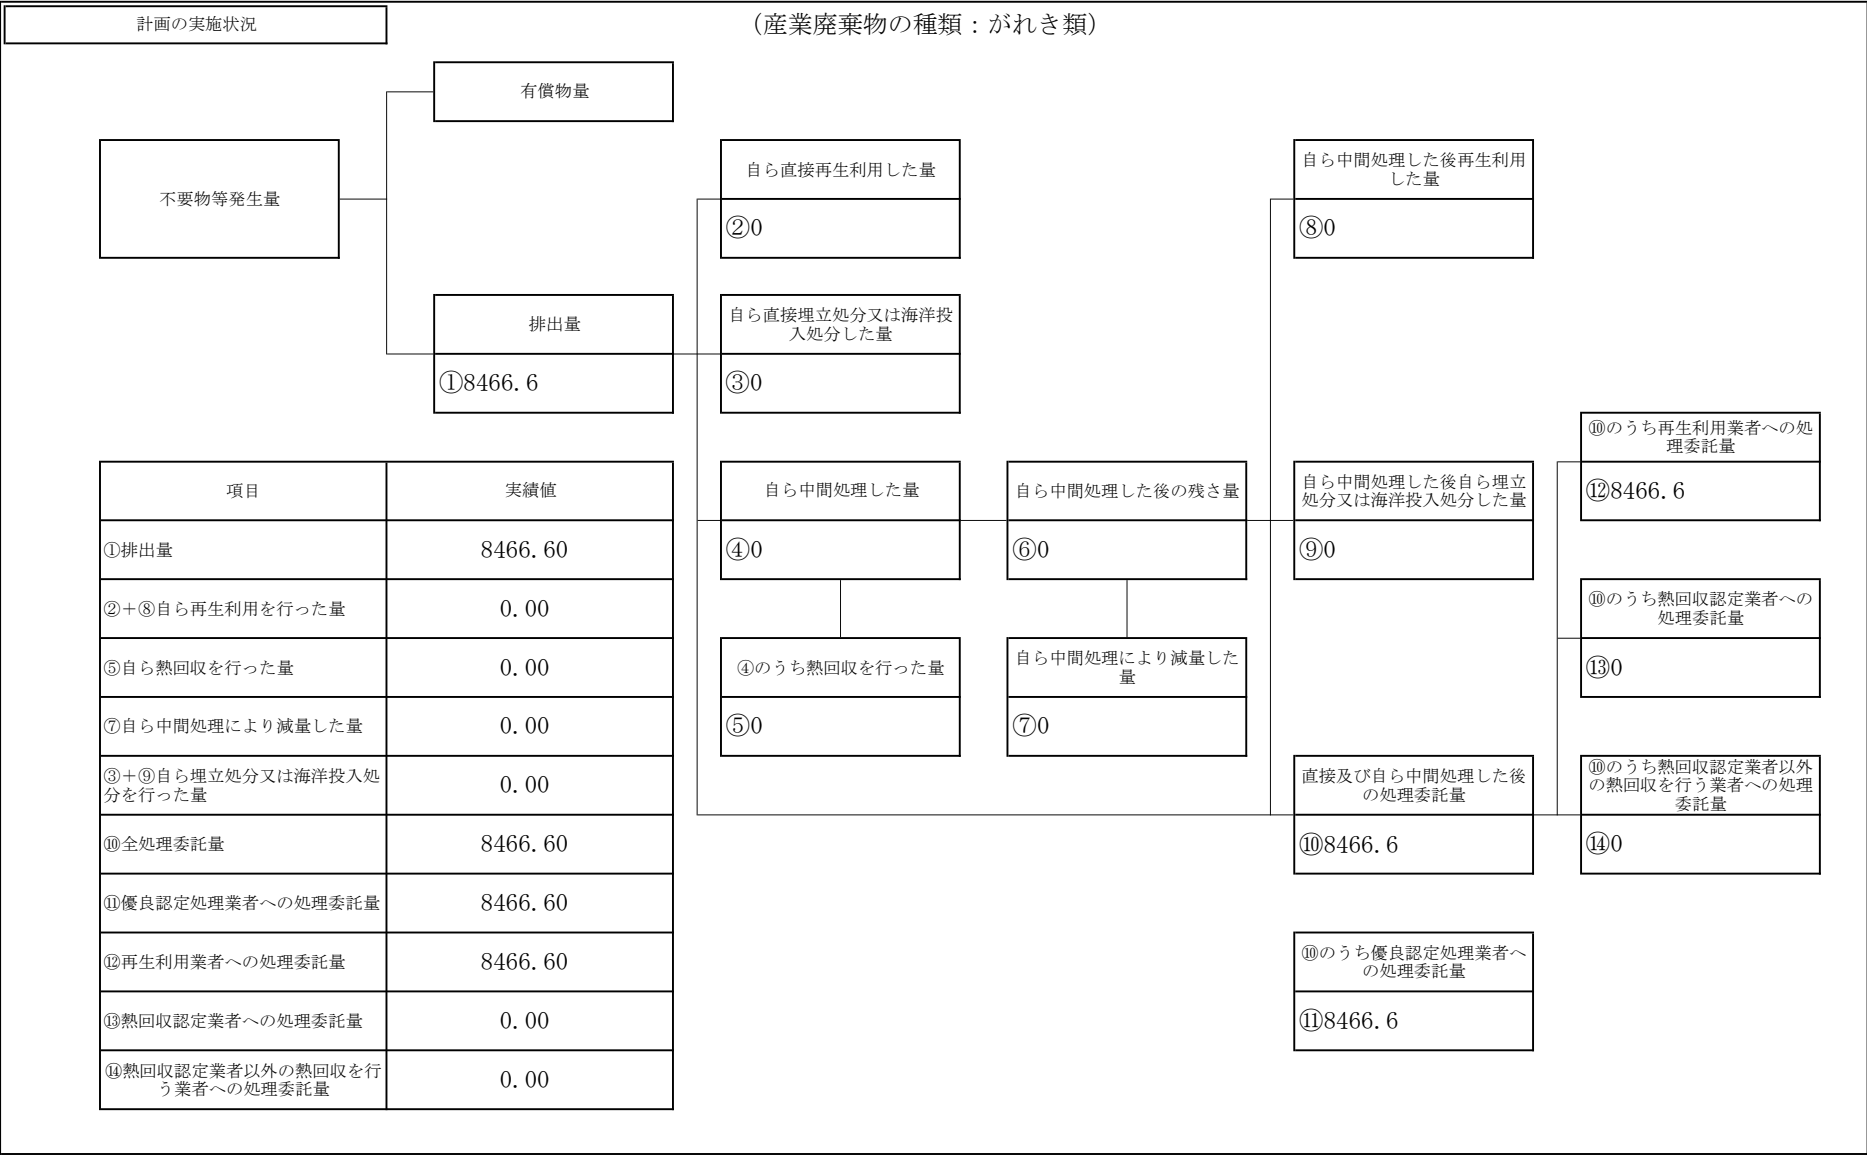 計画の実施状況
（産業廃棄物の種類：がれき類）
有償物量
不要物等発生量
自ら直接再生利用した量
②0
自ら中間処理した後再生利用
した量
⑧0
排出量
①8466.6
自ら直接埋立処分又は海洋投
入処分した量
③0
⑩のうち再生利用業者への処
理委託量
⑫8466.6
自ら中間処理した量
④0
自ら中間処理した後の残さ量
⑥0
自ら中間処理した後自ら埋立
処分又は海洋投入処分した量
⑨0
⑩のうち熱回収認定業者への
処理委託量
⑬0
④のうち熱回収を行った量
⑤0
自ら中間処理により減量した
量
⑦0
直接及び自ら中間処理した後
の処理委託量
⑩8466.6
⑩のうち熱回収認定業者以外
の熱回収を行う業者への処理
委託量
⑭0
⑩のうち優良認定処理業者へ
の処理委託量
⑪8466.6
項目 実績値
①排出量 8466.60
②＋⑧自ら再生利用を行った量 0.00
⑤自ら熱回収を行った量 0.00
⑦自ら中間処理により減量した量 0.00
③＋⑨自ら埋立処分又は海洋投入処
分を行った量 0.00
⑩全処理委託量 8466.60
⑪優良認定処理業者への処理委託量 8466.60
⑫再生利用業者への処理委託量 8466.60
⑬熱回収認定業者への処理委託量 0.00
⑭熱回収認定業者以外の熱回収を行
う業者への処理委託量 0.00